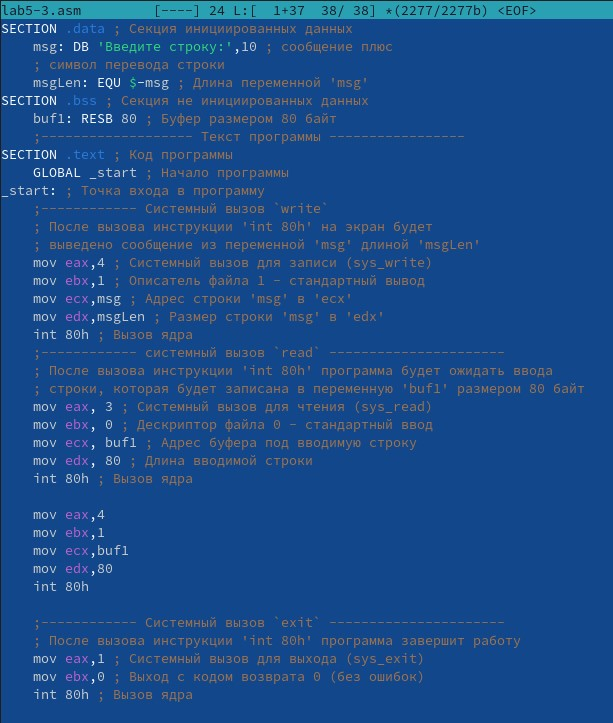 lab5-3.asm [----] 24 L:[ 1+37 38/ 38] *(2277/2277b) <EOF>
SECTION .data ; Секция инициированных данных
msg: DB 'Введите строку:',10 ; сообщение плюс
; символ перевода строки
msgLen: EQU $-msg ; Длина переменной 'msg'
SECTION .bss ; Секция не инициированных данных
buf1: RESB 80 ; Буфер размером 80 байт
;------------------- Текст программы -----------------
SECTION .text ; Код программы
GLOBAL _start ; Начало программы
_start: ; Точка входа в программу
;------------ Системный вызов `write`
; После вызова инструкции 'int 80h' на экран будет
; выведено сообщение из переменной 'msg' длиной 'msgLen'
mov eax,4 ; Системный вызов для записи (sys_write)
mov ebx,1 ; Описатель файла 1 - стандартный вывод
mov ecx,msg ; Адрес строки 'msg' в 'ecx'
mov edx,msgLen ; Размер строки 'msg' в 'edx'
int 80h ; Вызов ядра
;------------ системный вызов `read` ----------------------
; После вызова инструкции 'int 80h' программа будет ожидать ввода
; строки, которая будет записана в переменную 'buf1' размером 80 байт
mov eax, 3 ; Системный вызов для чтения (sys_read)
mov ebx, 0 ; Дескриптор файла 0 - стандартный ввод
mov ecx, buf1 ; Адрес буфера под вводимую строку
mov edx, 80 ; Длина вводимой строки
int 80h ; Вызов ядра
mov eax,4
mov ebx,1
mov ecx,buf1
mov edx,80
int 80h
;------------ Системный вызов `exit` ----------------------
; После вызова инструкции 'int 80h' программа завершит работу
mov eax,1 ; Системный вызов для выхода (sys_exit)
mov ebx,0 ; Выход с кодом возврата 0 (без ошибок)
int 80h ; Вызов ядра